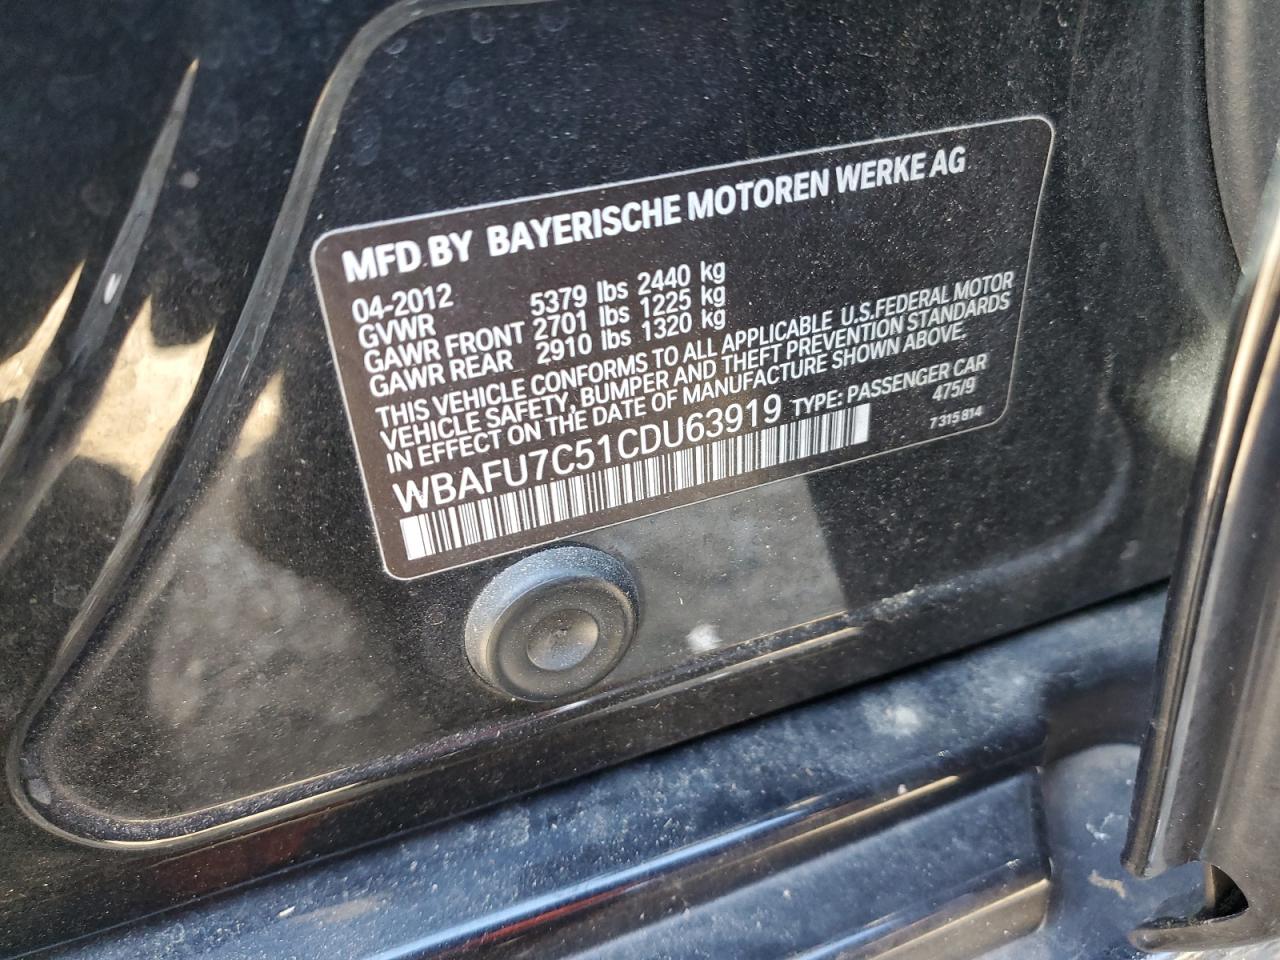 MFD BY BAYERISCHE MOTOREN WERKE AG
04-2012
GVWR 5379 lbs 2440 kg
GAWR FRONT 2701 lbs 1225 kg
GAWR REAR 2910 lbs 1320 kg
THIS VEHICLE CONFORMS TO ALL APPLICABLE U.S.FEDERAL MOTOR
VEHICLE SAFETY, BUMPER AND THEFT PREVENTION STANDARDS
IN EFFECT ON THE DATE OF MANUFACTURE SHOWN ABOVE.
WBAFU7C51CDU63919 TYPE: PASSENGER CAR
475/9
7 315 814